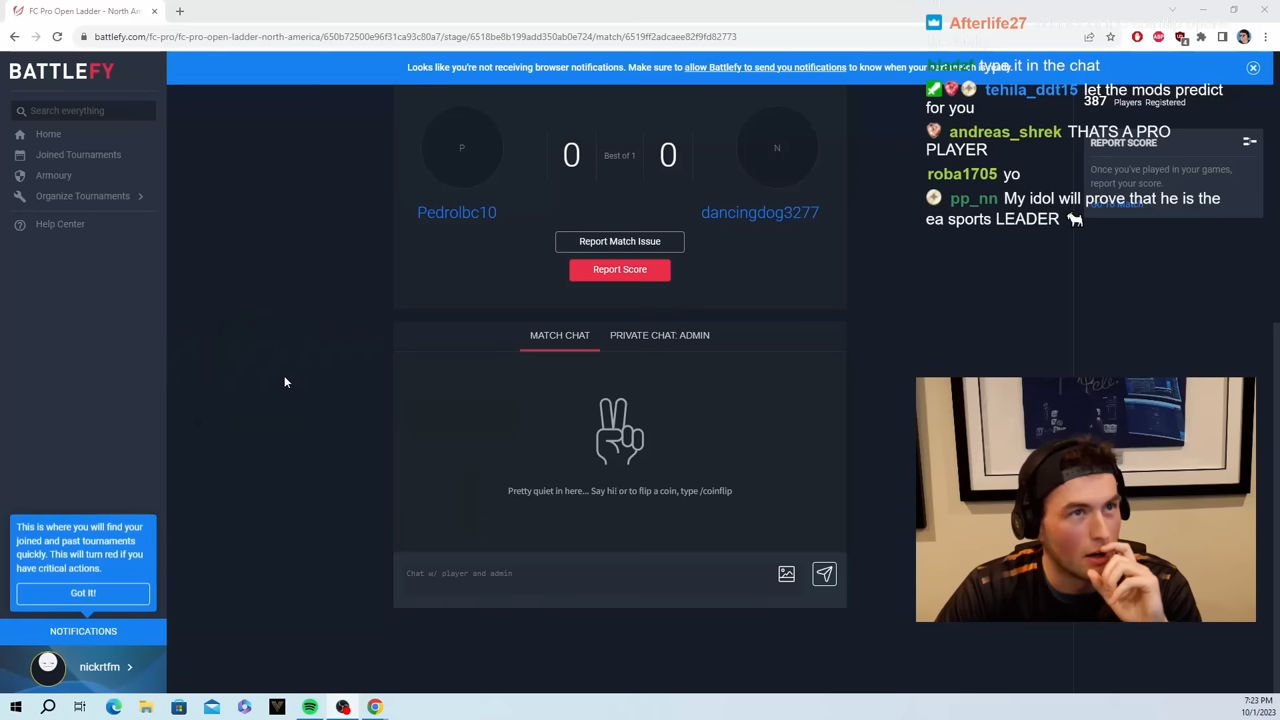 FC Pro Open Ladder - North Am
battlefy.com/fc-pro/fc-pro-open-ladder-north-america/650b72500e96f31ca93c80a7/stage/6518be8b199add350ab0e724/match/6519ff2adcaee82f9fd82773
BATTLEFY
Search everything
Home
Joined Tournaments
Armoury
Organize Tournaments
Help Center
This is where you will find your
joined and past tournaments
quickly. This will turn red if you
have critical actions.
Got It!
NOTIFICATIONS
nickrtfm
Looks like you're not receiving browser notifications. Make sure to allow Battlefy to send you notifications to know when your
P
0
Best of 1
0
N
Pedrolbc10
dancingdog3277
Report Match Issue
Report Score
MATCH CHAT
PRIVATE CHAT: ADMIN
Pretty quiet in here... Say hi! or to flip a coin, type /coinflip
Chat w/ player and admin
Afterlife27
type it in the chat
tehila_ddt15 let the mods predict
for you
387 Players Registered
andreas_shrek THATS A PRO
PLAYER
REPORT SCORE
Once you've played in your games,
report your score.
roba1705 yo
pp_nn My idol will prove that he is the
ea sports LEADER
7:23 PM
10/1/2023